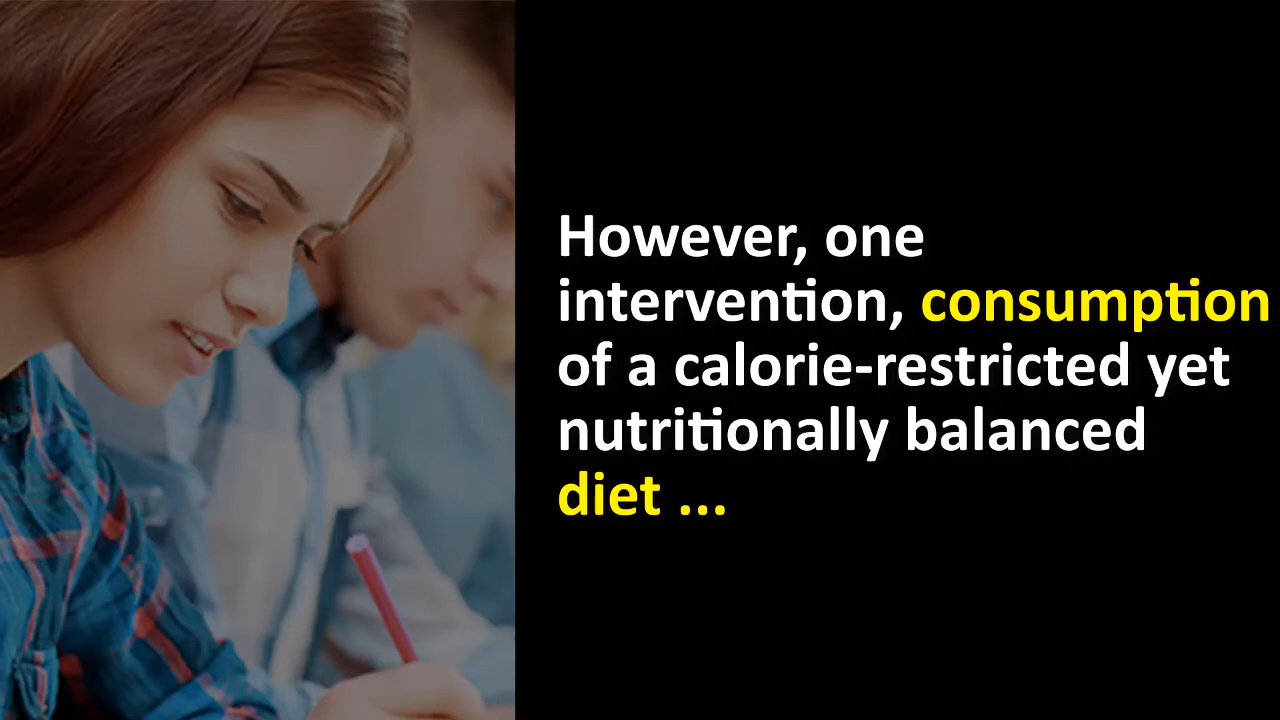 However, one
intervention, consumption
of a calorie-restricted yet
nutritionally balanced
diet ...